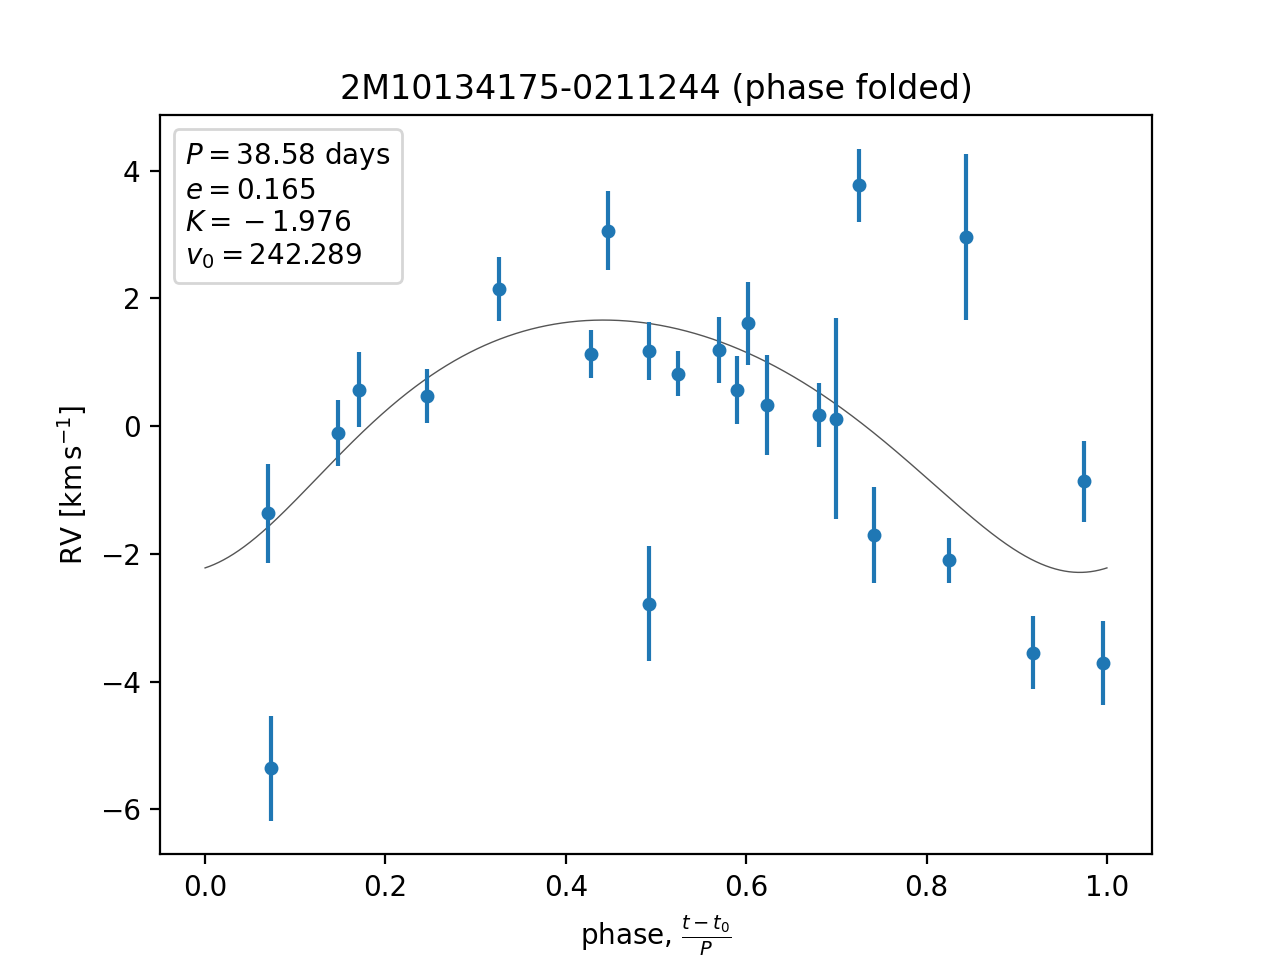 2M10134175-0211244 (phase folded)
P = 38.58 days
e = 0.165
K = −1.976
v₀ = 242.289
4
2
0
−2
−4
−6
RV [km s⁻¹]
0.0 0.2 0.4 0.6 0.8 1.0
phase, (t − t₀)/P